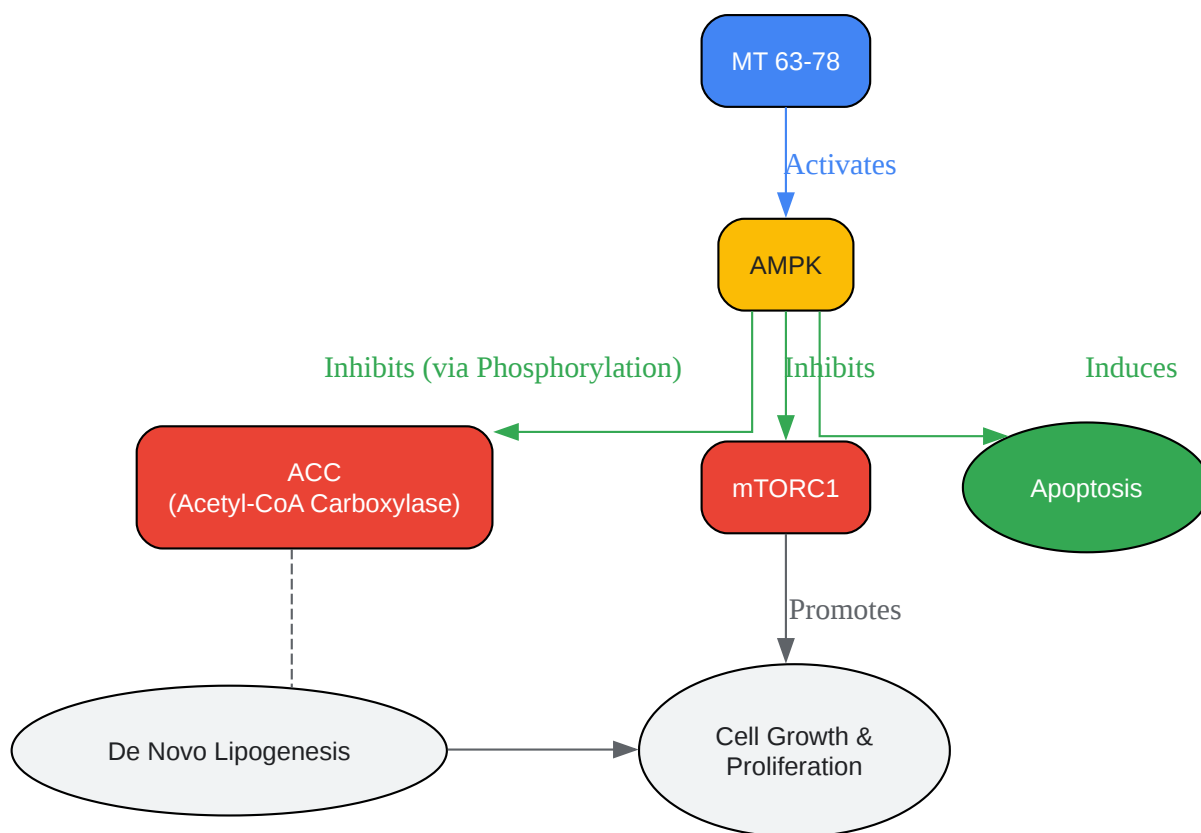 MT 63-78
Activates
AMPK
Inhibits (via Phosphorylation)
Inhibits
Induces
ACC
(Acetyl-CoA Carboxylase)
mTORC1
Apoptosis
Promotes
De Novo Lipogenesis
Cell Growth &
Proliferation